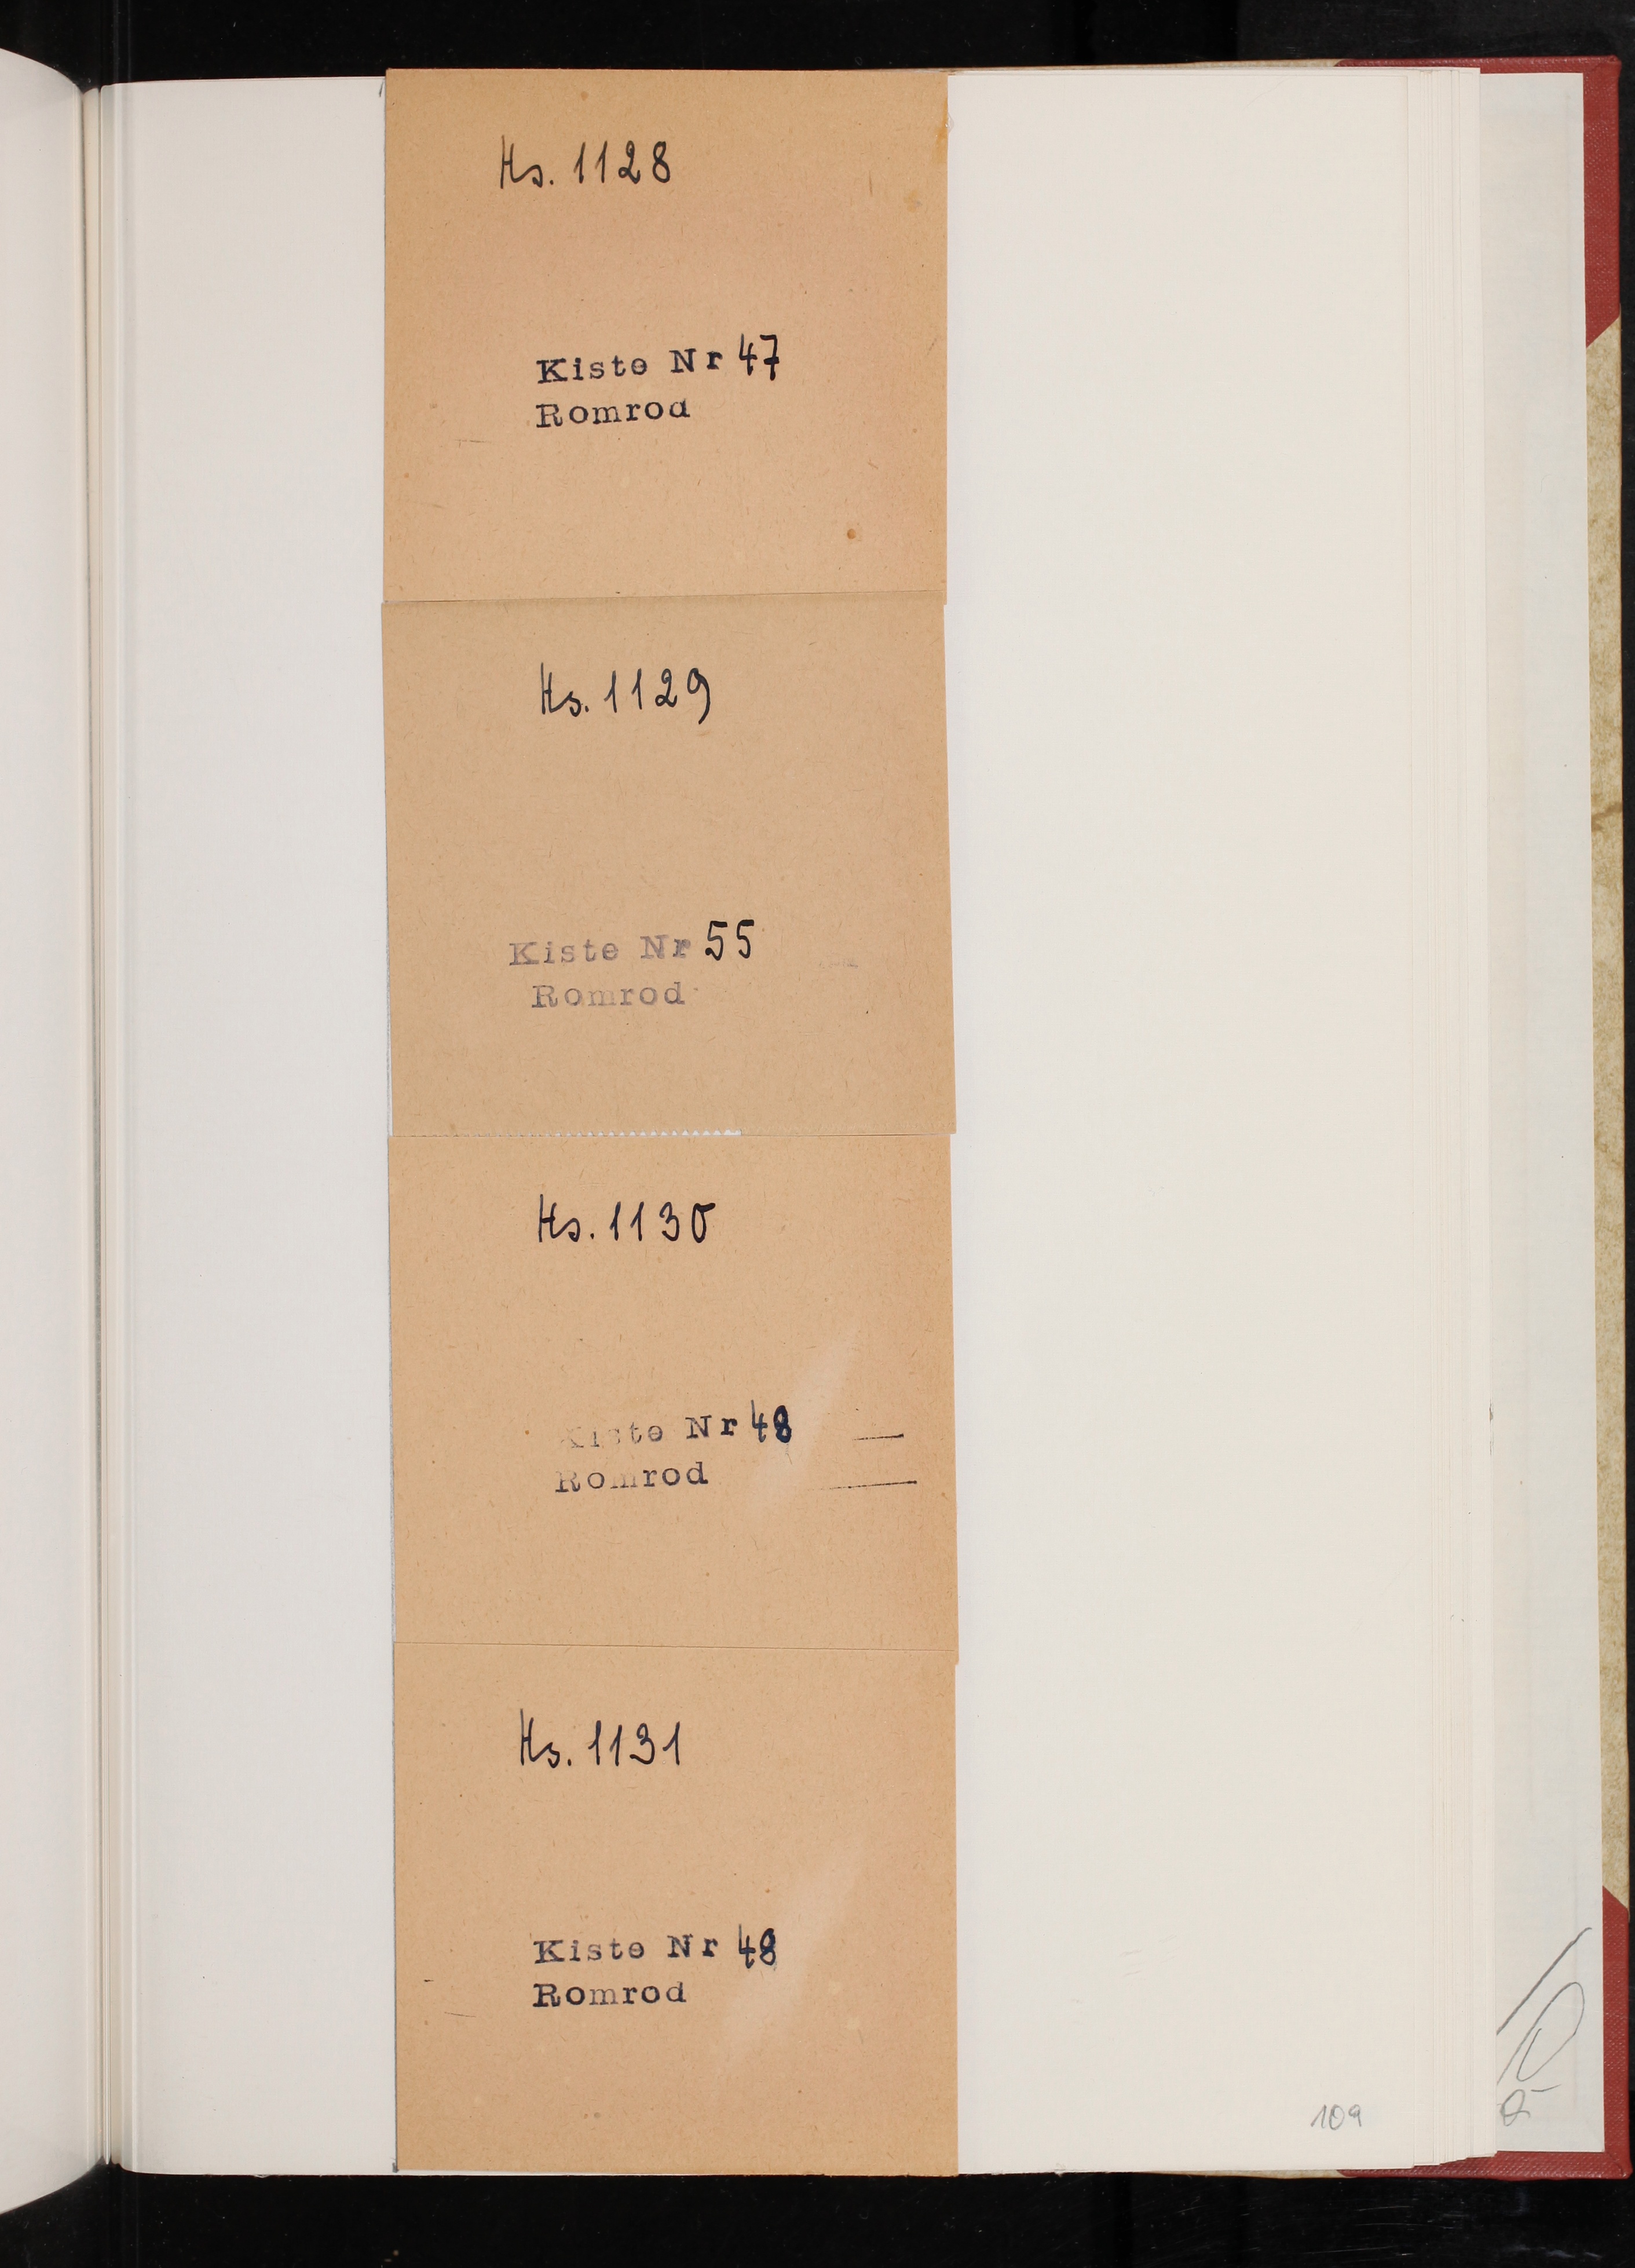 Hs. 1128
Kiste Nr 47
Romrod
Hs. 1129
Kiste Nr 55
Romrod
Hs. 1130
Kiste Nr 48
Romrod
Hs. 1131
Kiste Nr 48
Romrod
109